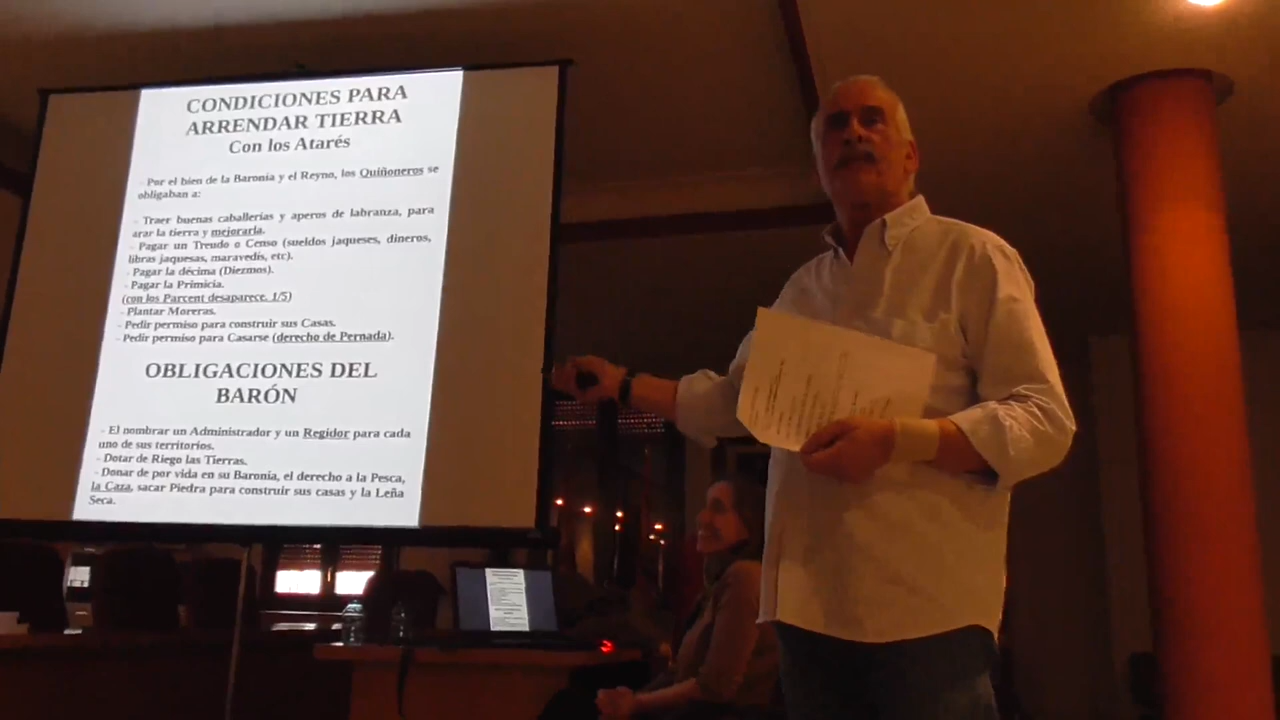 CONDICIONES PARA
ARRENDAR TIERRA
Con los Atarés
- Por el bien de la Baronia y el Reyno, los Quiñoneros se
obligaban a:
- Traer buenas caballerías y aperos de labranza, para
arar la tierra y mejorarla.
- Pagar un Treudo o Censo (sueldos jaqueses, dineros,
libras jaquesas, maravedís, etc).
- Pagar la décima (Diezmos).
- Pagar la Primicia.
(con los Parcent desaparece. 1/5)
- Plantar Moreras.
- Pedir permiso para construir sus Casas.
- Pedir permiso para Casarse (derecho de Pernada).
OBLIGACIONES DEL
BARÓN
- El nombrar un Administrador y un Regidor para cada
uno de sus territorios.
- Dotar de Riego las Tierras.
- Donar de por vida en su Baronia, el derecho a la Pesca,
la Caza, sacar Piedra para construir sus casas y la Leña
Seca.